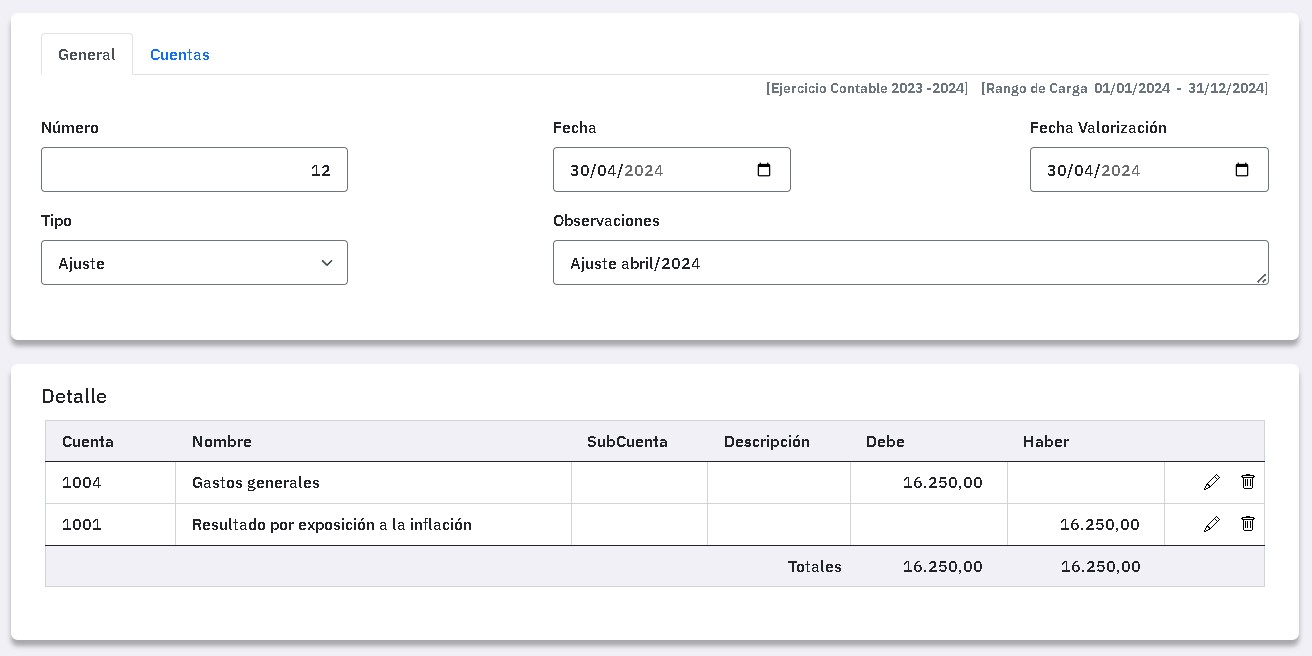 General Cuentas
[Ejercicio Contable 2023 -2024] [Rango de Carga 01/01/2024 - 31/12/2024]
Número Fecha Fecha Valorización
12 30/04/2024 30/04/2024
Tipo Observaciones
Ajuste Ajuste abril/2024
Detalle
Cuenta Nombre SubCuenta Descripción Debe Haber
1004 Gastos generales 16.250,00
1001 Resultado por exposición a la inflación 16.250,00
Totales 16.250,00 16.250,00